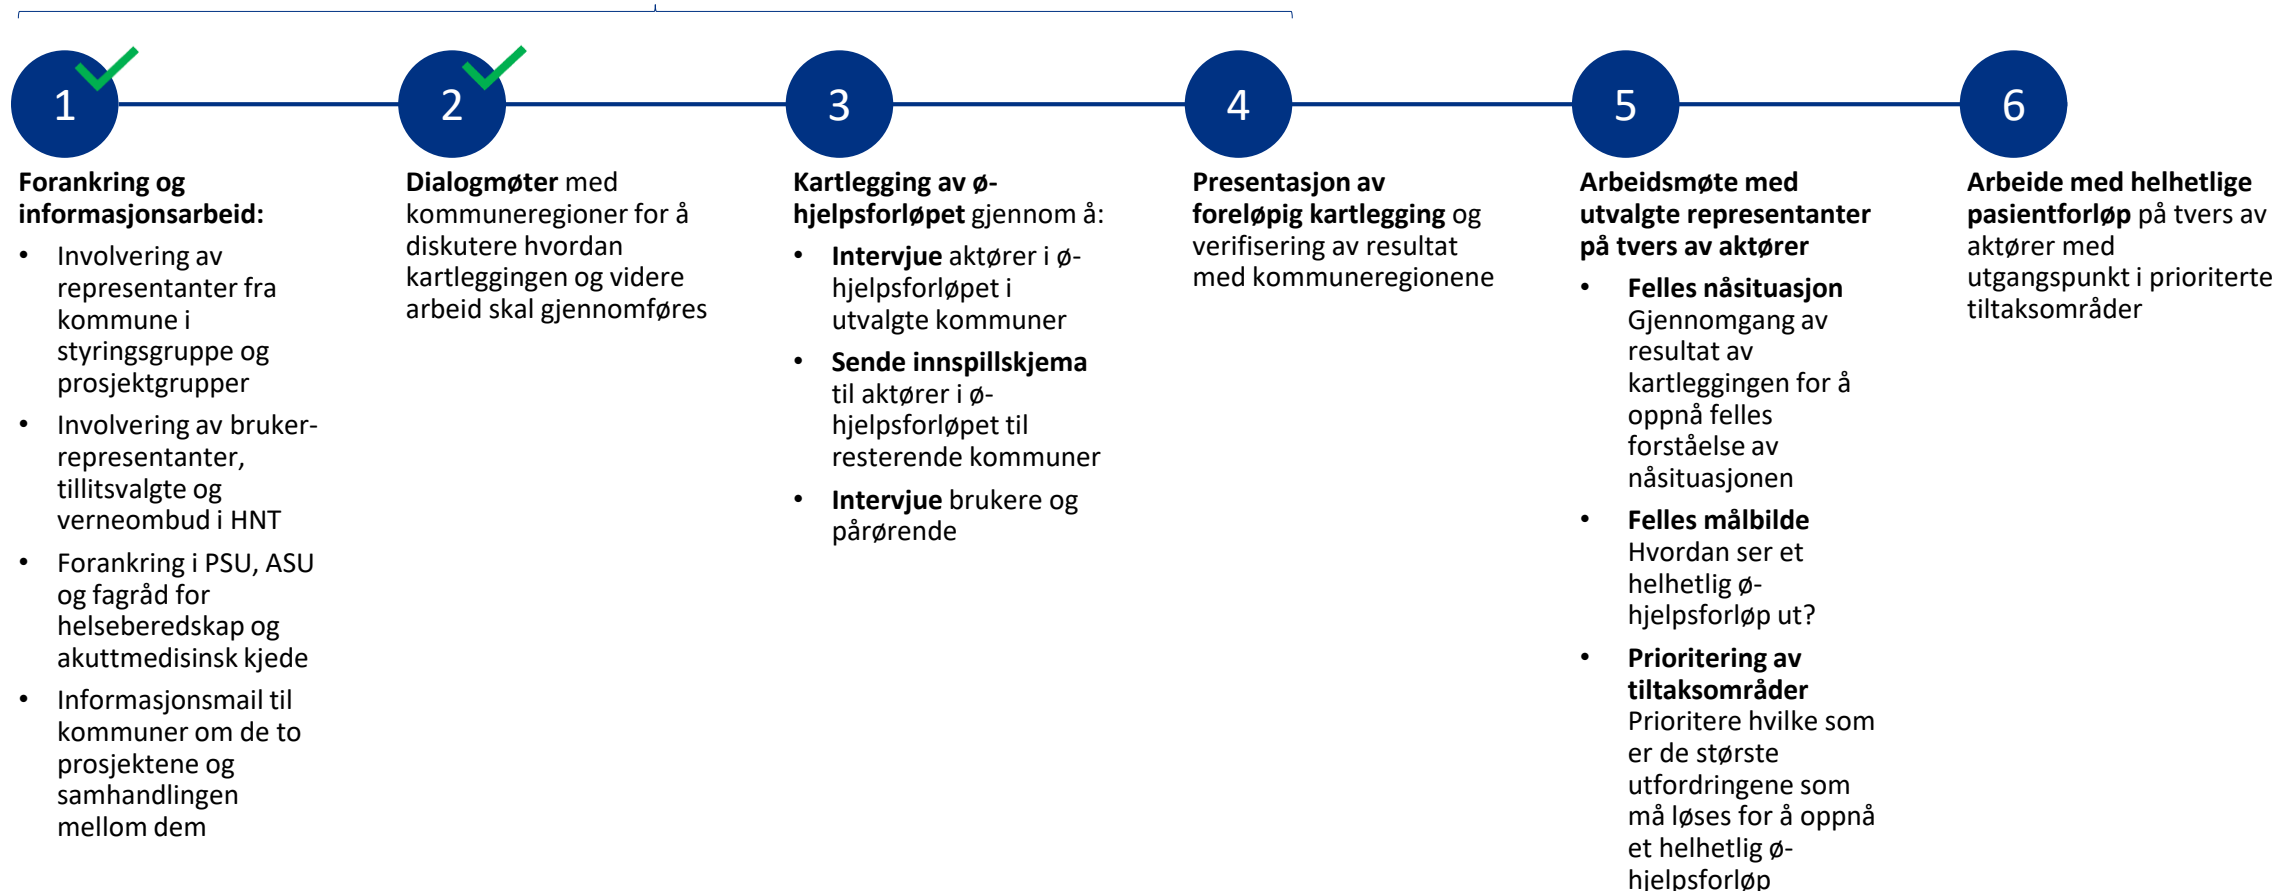 1
2
3
4
5
6
Forankring og
informasjonsarbeid:
• Involvering av
representanter fra
kommune i
styringsgruppe og
prosjektgrupper
• Involvering av bruker-
representanter,
tillitsvalgte og
verneombud i HNT
• Forankring i PSU, ASU
og fagråd for
helseberedskap og
akuttmedisinsk kjede
• Informasjonsmail til
kommuner om de to
prosjektene og
samhandlingen
mellom dem
Dialogmøter med
kommuneregioner for å
diskutere hvordan
kartleggingen og videre
arbeid skal gjennomføres
Kartlegging av ø-
hjelpsforløpet gjennom å:
• Intervjue aktører i ø-
hjelpsforløpet i
utvalgte kommuner
• Sende innspillskjema
til aktører i ø-
hjelpsforløpet til
resterende kommuner
• Intervjue brukere og
pårørende
Presentasjon av
foreløpig kartlegging og
verifisering av resultat
med kommuneregionene
Arbeidsmøte med
utvalgte representanter
på tvers av aktører
• Felles nåsituasjon
Gjennomgang av
resultat av
kartleggingen for å
oppnå felles
forståelse av
nåsituasjonen
• Felles målbilde
Hvordan ser et
helhetlig ø-
hjelpsforløp ut?
• Prioritering av
tiltaksområder
Prioritere hvilke som
er de største
utfordringene som
må løses for å oppnå
et helhetlig ø-
hjelpsforløp
Arbeide med helhetlige
pasientforløp på tvers av
aktører med
utgangspunkt i prioriterte
tiltaksområder